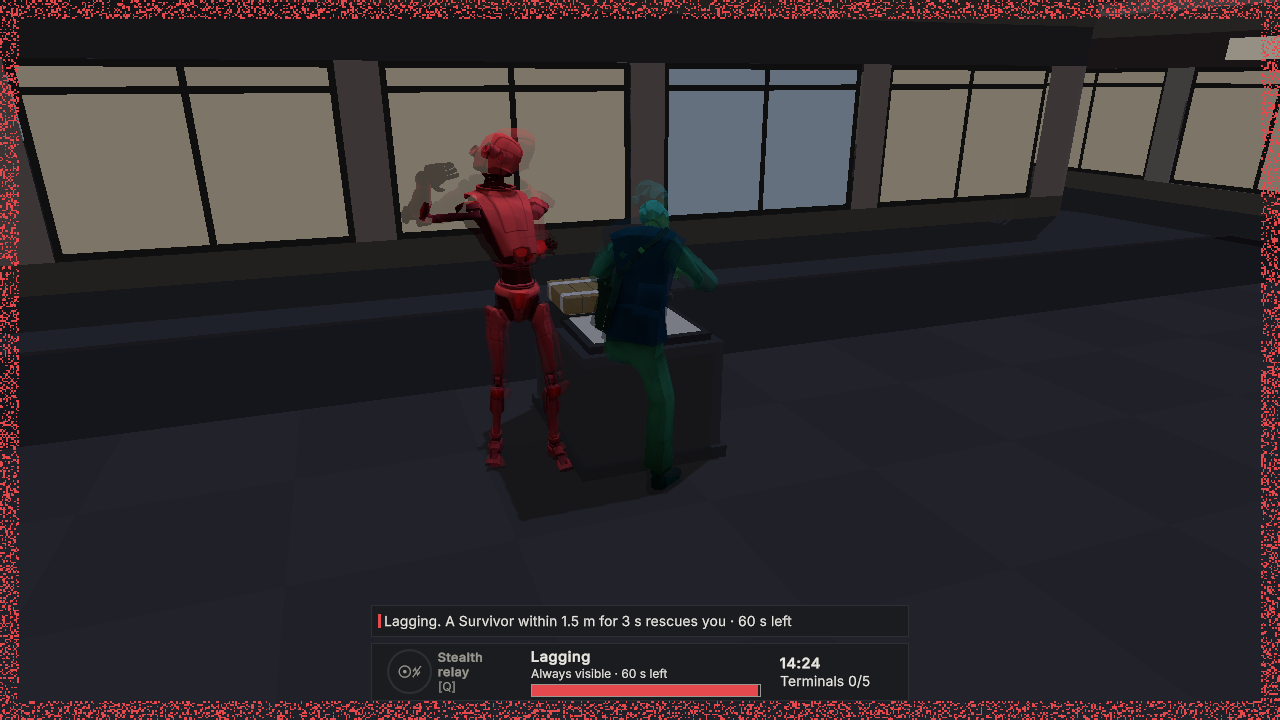 Lagging. A Survivor within 1.5 m for 3 s rescues you · 60 s left
Stealth
relay
[Q]
Lagging
Always visible · 60 s left
14:24
Terminals 0/5